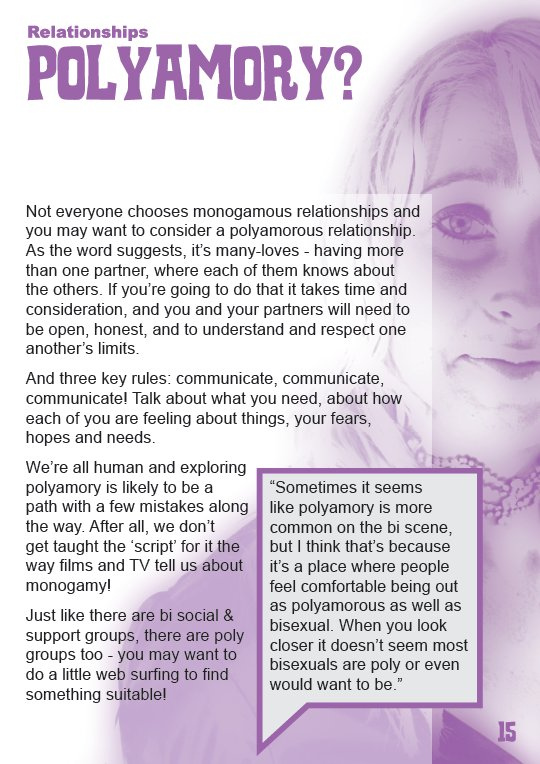 Relationships
POLYAMORY?
Not everyone chooses monogamous relationships and
you may want to consider a polyamorous relationship.
As the word suggests, it’s many-loves - having more
than one partner, where each of them knows about
the others. If you’re going to do that it takes time and
consideration, and you and your partners will need to
be open, honest, and to understand and respect one
another’s limits.
And three key rules: communicate, communicate,
communicate! Talk about what you need, about how
each of you are feeling about things, your fears,
hopes and needs.
We’re all human and exploring
polyamory is likely to be a
path with a few mistakes along
the way. After all, we don’t
get taught the ‘script’ for it the
way films and TV tell us about
monogamy!
Just like there are bi social &
support groups, there are poly
groups too - you may want to
do a little web surfing to find
something suitable!
“Sometimes it seems
like polyamory is more
common on the bi scene,
but I think that’s because
it’s a place where people
feel comfortable being out
as polyamorous as well as
bisexual. When you look
closer it doesn’t seem most
bisexuals are poly or even
would want to be.”
15